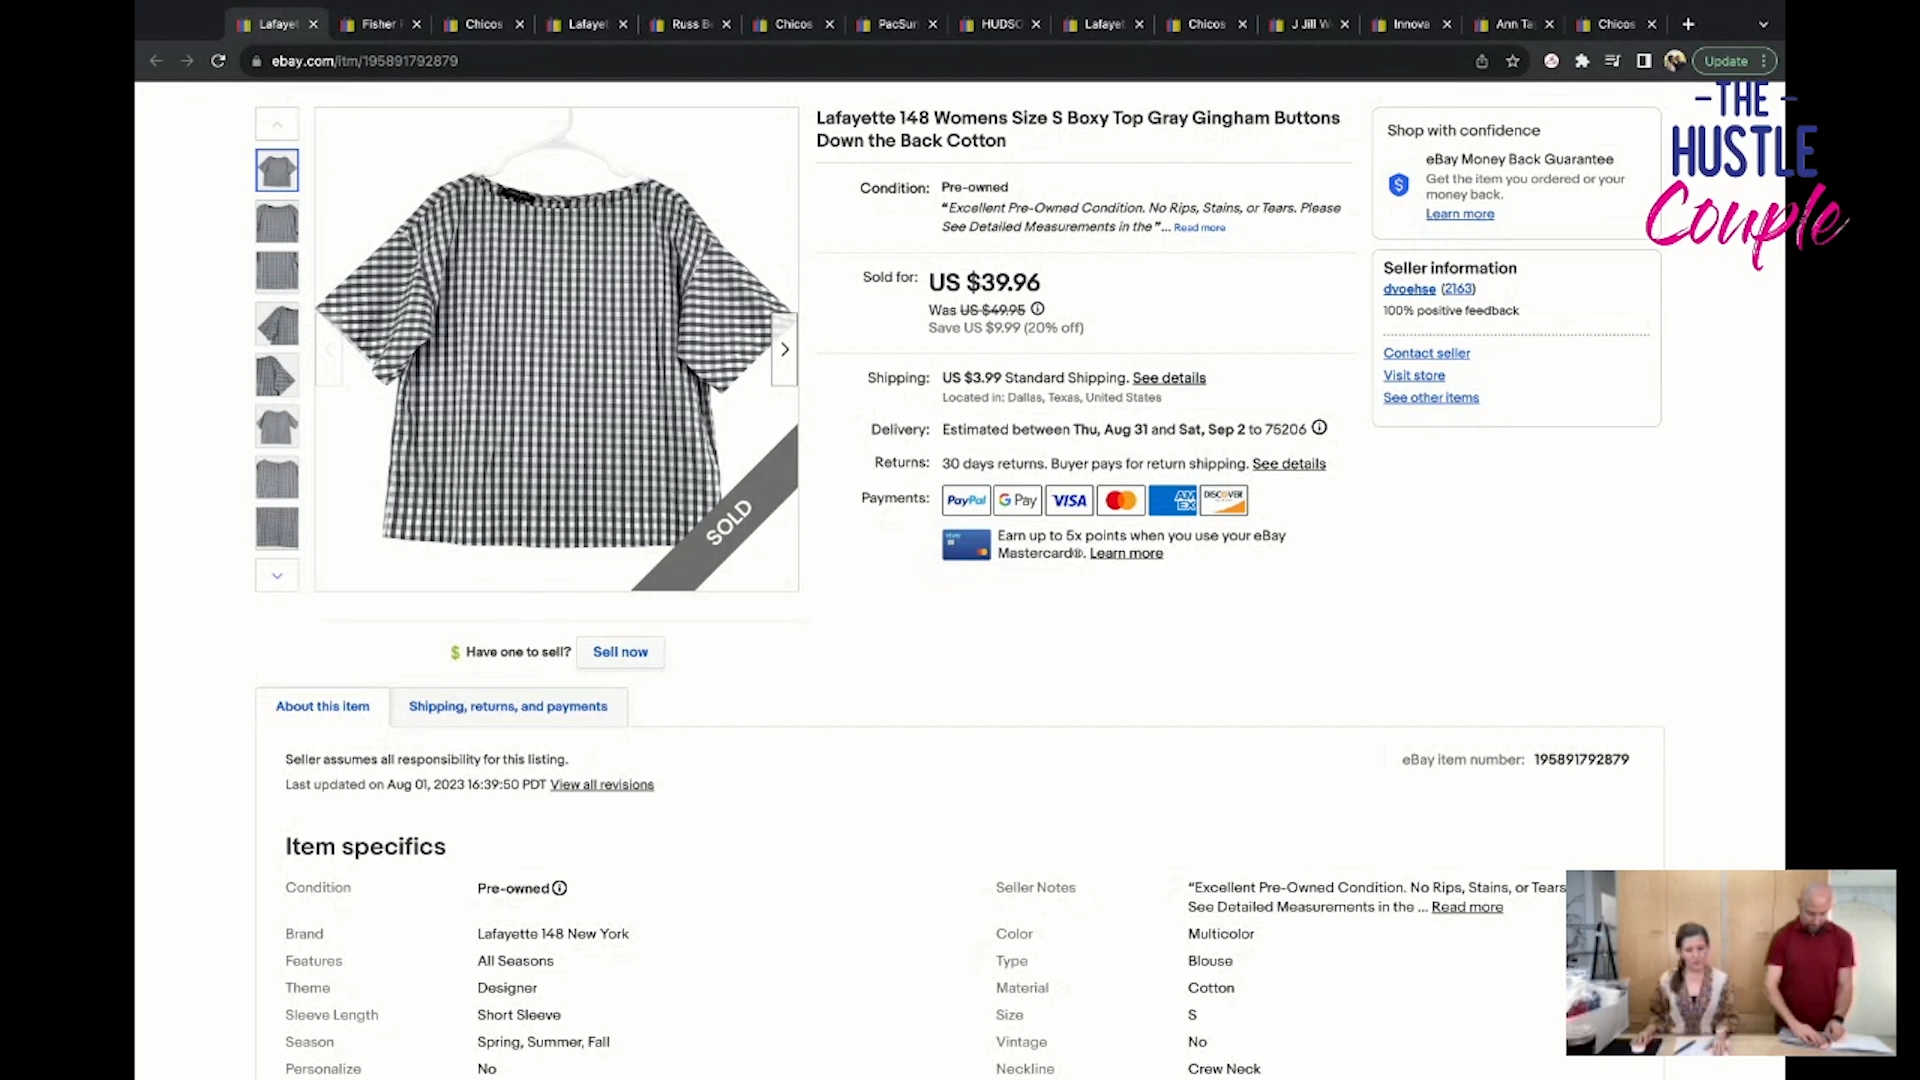 Lafayet
Fisher
Chicos
Lafayet
Russ B
Chicos
PacSun
HUDSO
Lafayet
Chicos
J Jill W
Innova
Ann Ta
Chicos
ebay.com/itm/195891792879
Update
-THE-
HUSTLE
Couple
Lafayette 148 Womens Size S Boxy Top Gray Gingham Buttons
Down the Back Cotton
Condition: Pre-owned
“Excellent Pre-Owned Condition. No Rips, Stains, or Tears. Please
See Detailed Measurements in the ”... Read more
Sold for: US $39.96
Was US $49.95
Save US $9.99 (20% off)
Shipping: US $3.99 Standard Shipping. See details
Located in: Dallas, Texas, United States
Delivery: Estimated between Thu, Aug 31 and Sat, Sep 2 to 75206
Returns: 30 days returns. Buyer pays for return shipping. See details
Payments: PayPal G Pay VISA AM EX DISCOVER
Earn up to 5x points when you use your eBay
Mastercard®. Learn more
Shop with confidence
eBay Money Back Guarantee
Get the item you ordered or your
money back.
Learn more
Seller information
dvoehse (2163)
100% positive feedback
Contact seller
Visit store
See other items
SOLD
Have one to sell? Sell now
About this item
Shipping, returns, and payments
Seller assumes all responsibility for this listing.
Last updated on Aug 01, 2023 16:39:50 PDT View all revisions
eBay item number: 195891792879
Item specifics
Condition Pre-owned
Seller Notes “Excellent Pre-Owned Condition. No Rips, Stains, or Tears
See Detailed Measurements in the ... Read more
Brand Lafayette 148 New York
Color Multicolor
Features All Seasons
Type Blouse
Theme Designer
Material Cotton
Sleeve Length Short Sleeve
Size S
Season Spring, Summer, Fall
Vintage No
Personalize No
Neckline Crew Neck